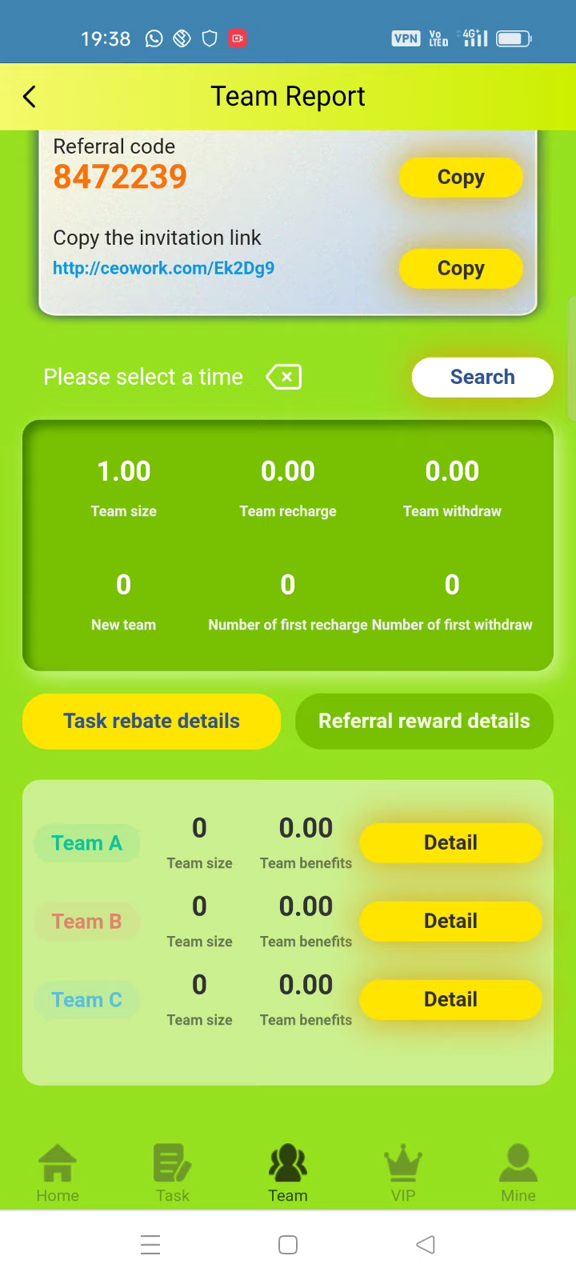 19:38
VPN
Vo
LTED
4G+
Team Report
Referral code
8472239
Copy
Copy the invitation link
http://ceowork.com/Ek2Dg9
Copy
Please select a time
Search
1.00 0.00 0.00
Team size Team recharge Team withdraw
0 0 0
New team Number of first recharge Number of first withdraw
Task rebate details Referral reward details
Team A
0 0.00
Team size Team benefits
Detail
Team B
0 0.00
Team size Team benefits
Detail
Team C
0 0.00
Team size Team benefits
Detail
Home Task Team VIP Mine